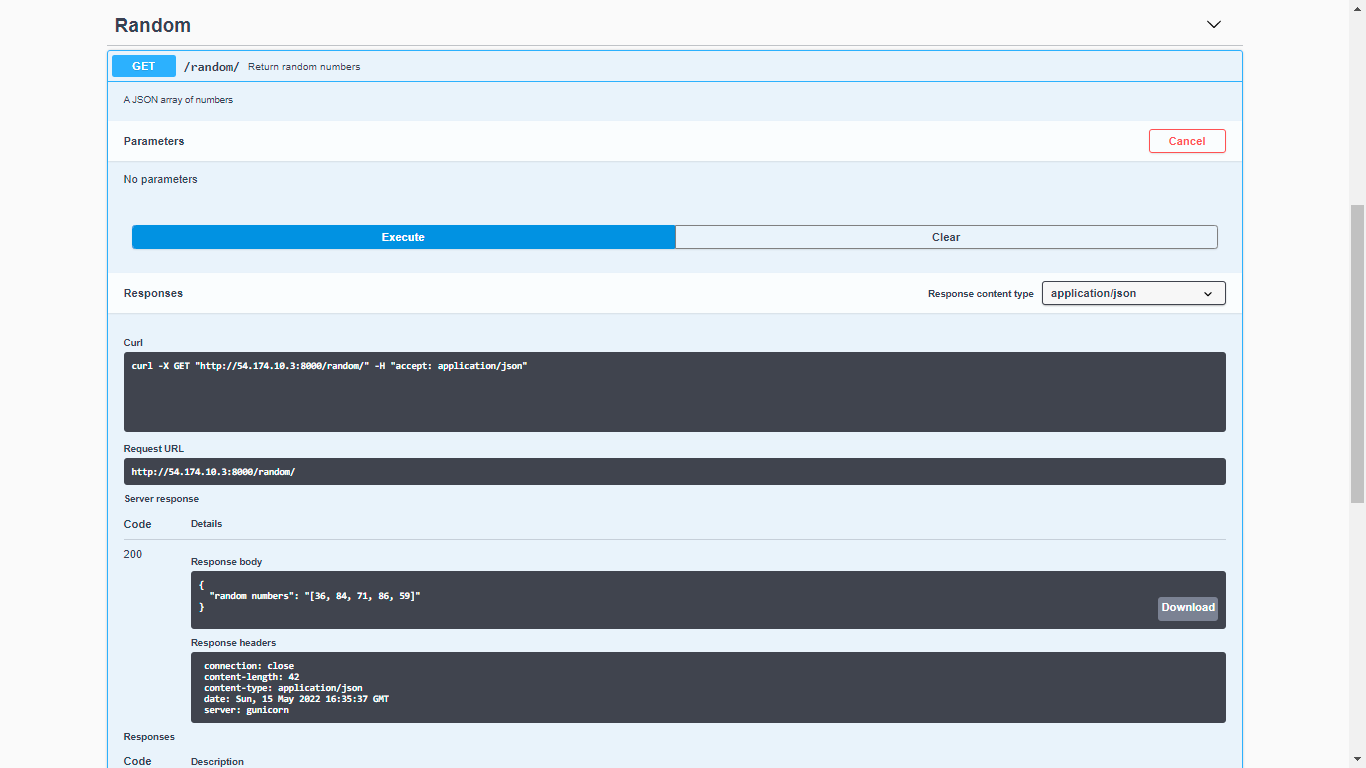 Random
GET /random/ Return random numbers
A JSON array of numbers
Parameters Cancel
No parameters
Execute Clear
Responses Response content type application/json
Curl
curl -X GET "http://54.174.10.3:8000/random/" -H "accept: application/json"
Request URL
http://54.174.10.3:8000/random/
Server response
Code Details
200
Response body
{
"random numbers": "[36, 84, 71, 86, 59]"
}
Download
Response headers
connection: close
content-length: 42
content-type: application/json
date: Sun, 15 May 2022 16:35:37 GMT
server: gunicorn
Responses
Code Description